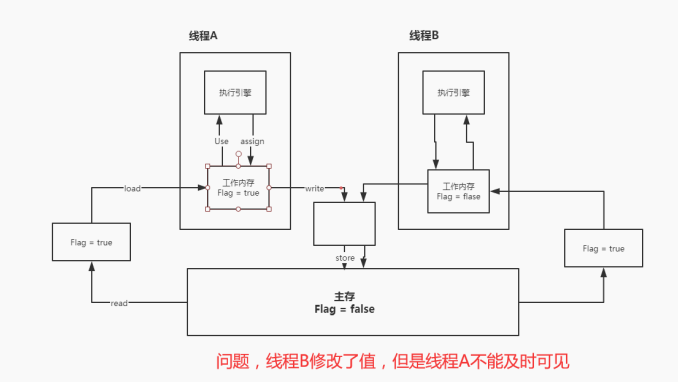 线程A
线程B
执行引擎
执行引擎
Use
assign
工作内存
Flag = true
工作内存
Flag = flase
load
write
Flag = true
Flag = true
store
read
主存
Flag = false
问题，线程B修改了值，但是线程A不能及时可见